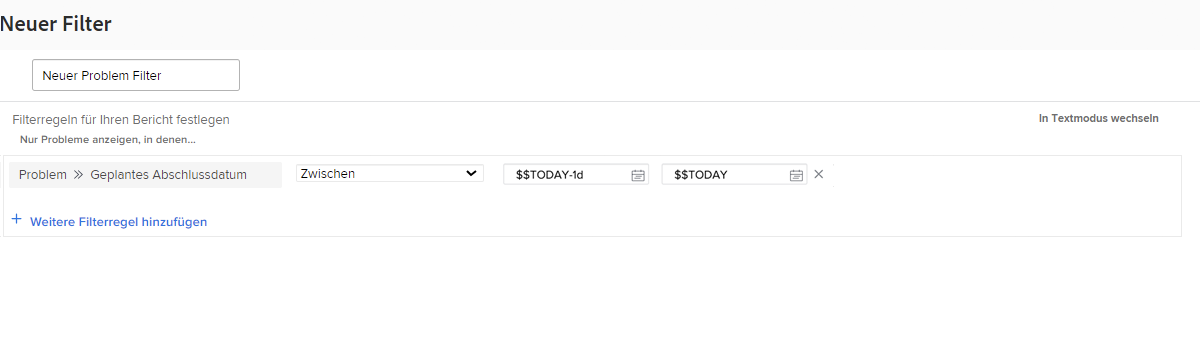 Neuer Filter
Neuer Problem Filter
Filterregeln für Ihren Bericht festlegen
In Textmodus wechseln
Nur Probleme anzeigen, in denen...
Problem » Geplantes Abschlussdatum Zwischen $$TODAY-1d $$TODAY
+ Weitere Filterregel hinzufügen